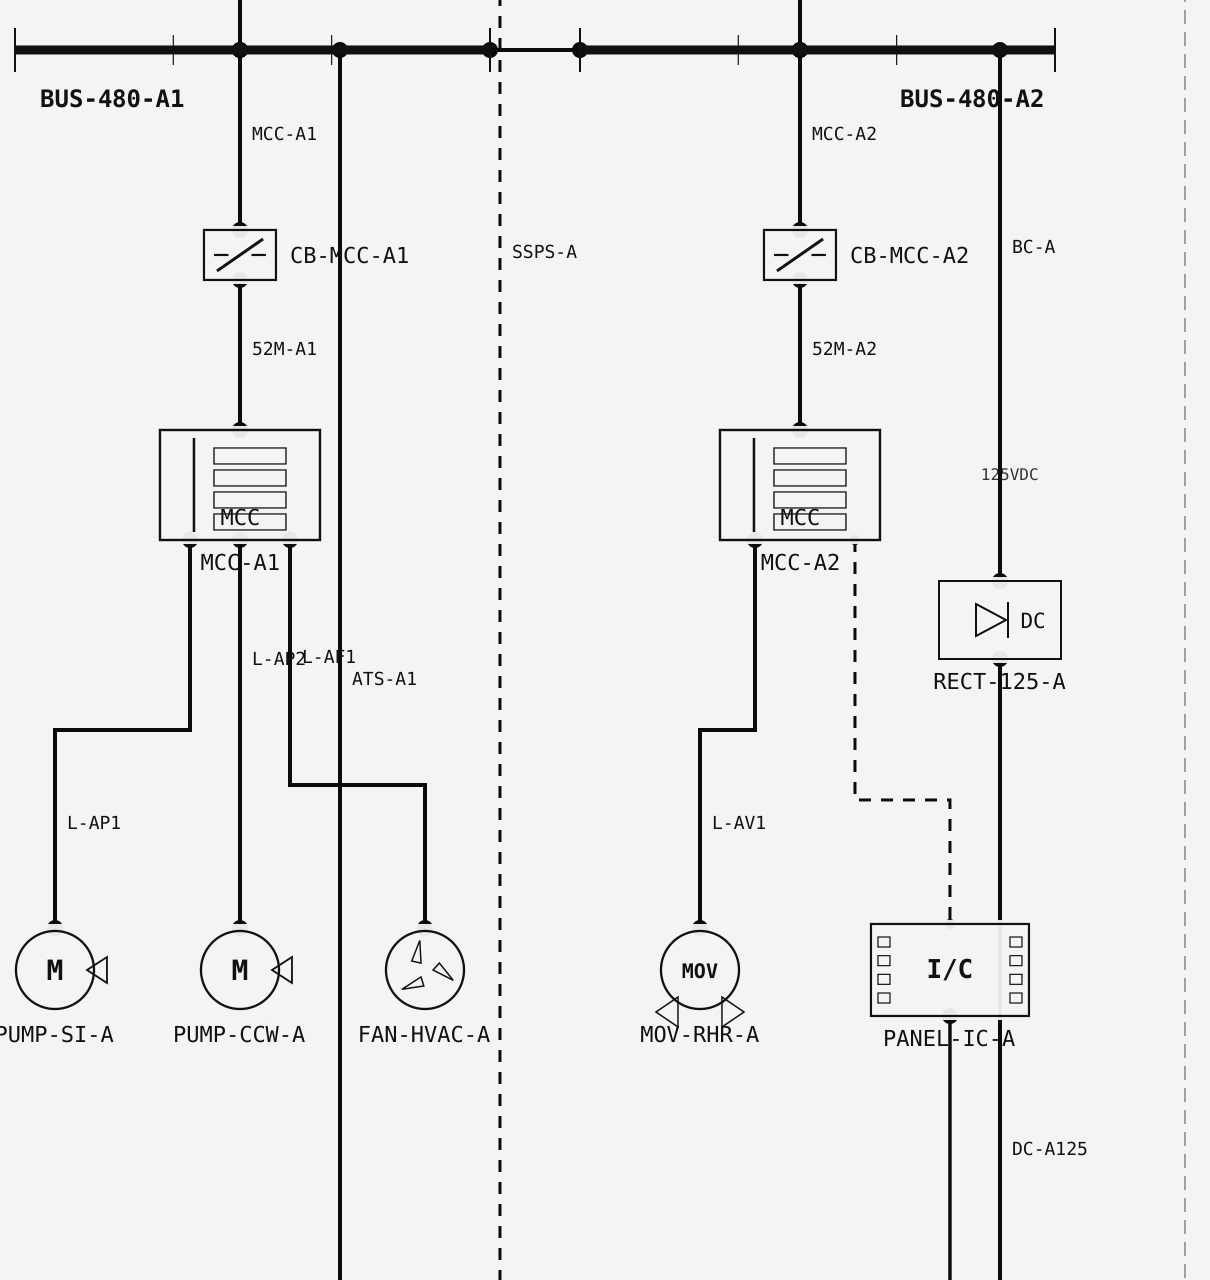 BUS-480-A1
BUS-480-A2
MCC-A1
MCC-A2
CB-MCC-A1
SSPS-A
CB-MCC-A2
BC-A
52M-A1
52M-A2
125VDC
MCC
MCC
MCC-A1
MCC-A2
DC
L-AP2
L-AF1
ATS-A1
RECT-125-A
L-AP1
L-AV1
M
M
MOV
I/C
PUMP-SI-A
PUMP-CCW-A
FAN-HVAC-A
MOV-RHR-A
PANEL-IC-A
DC-A125